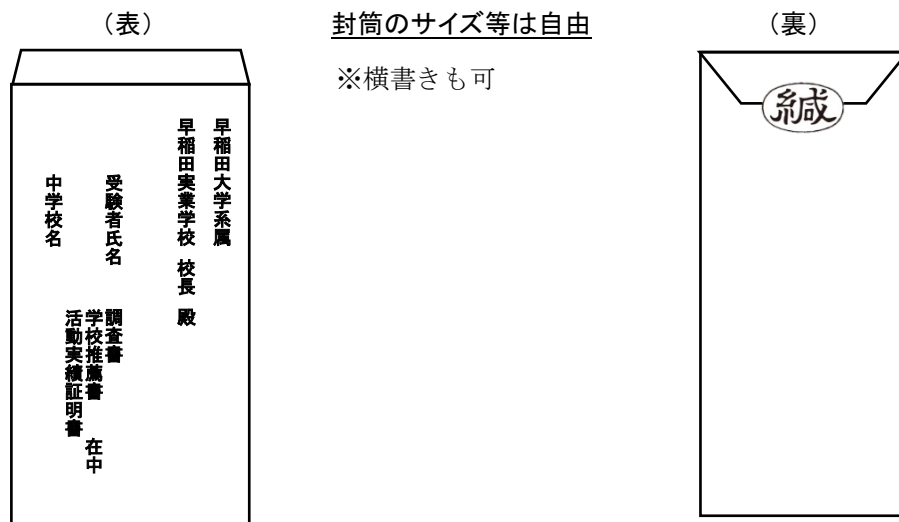 （表）
封筒のサイズ等は自由
※横書きも可
（裏）
早稲田大学系属
早稲田実業学校 校長 殿
受験者氏名
中学校名
調査書
学校推薦書 在中
活動実績証明書
緘